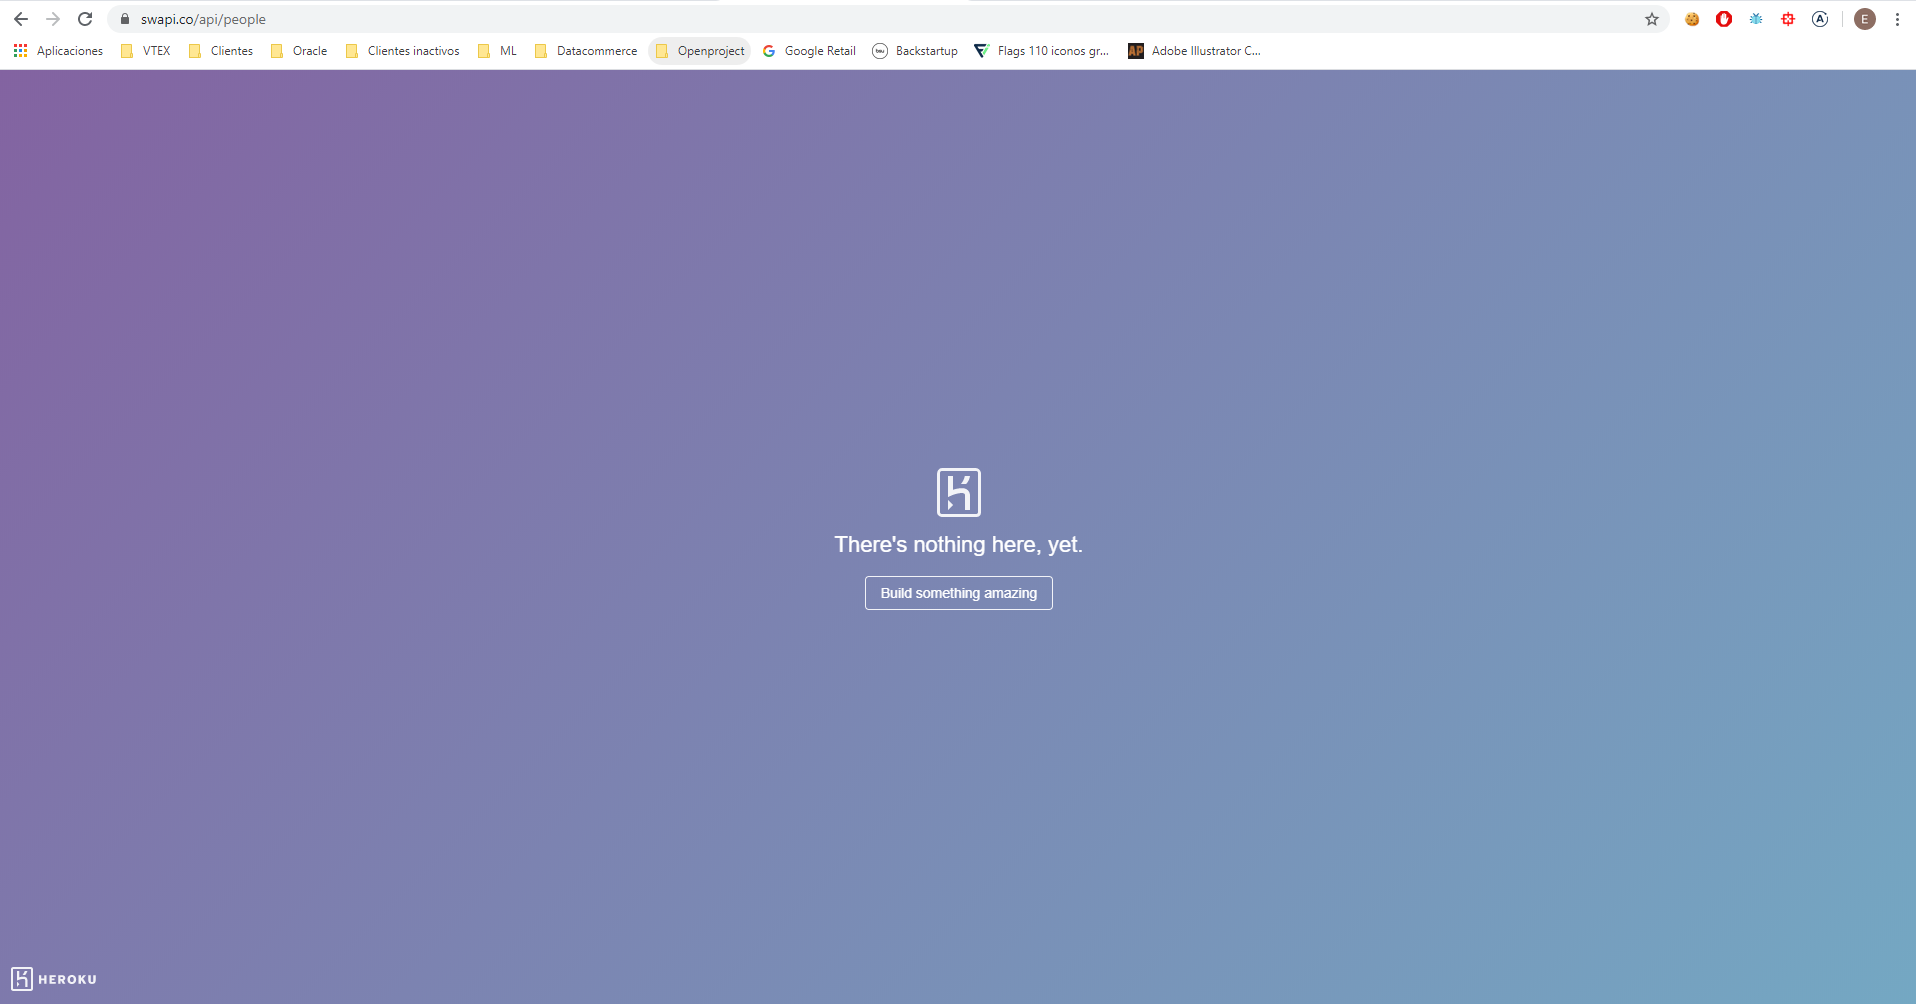 swapi.co/api/people
E
Aplicaciones VTEX Clientes Oracle Clientes inactivos ML Datacommerce Openproject Google Retail Backstartup Flags 110 iconos gr... AP Adobe Illustrator C...
There's nothing here, yet.
Build something amazing
HEROKU